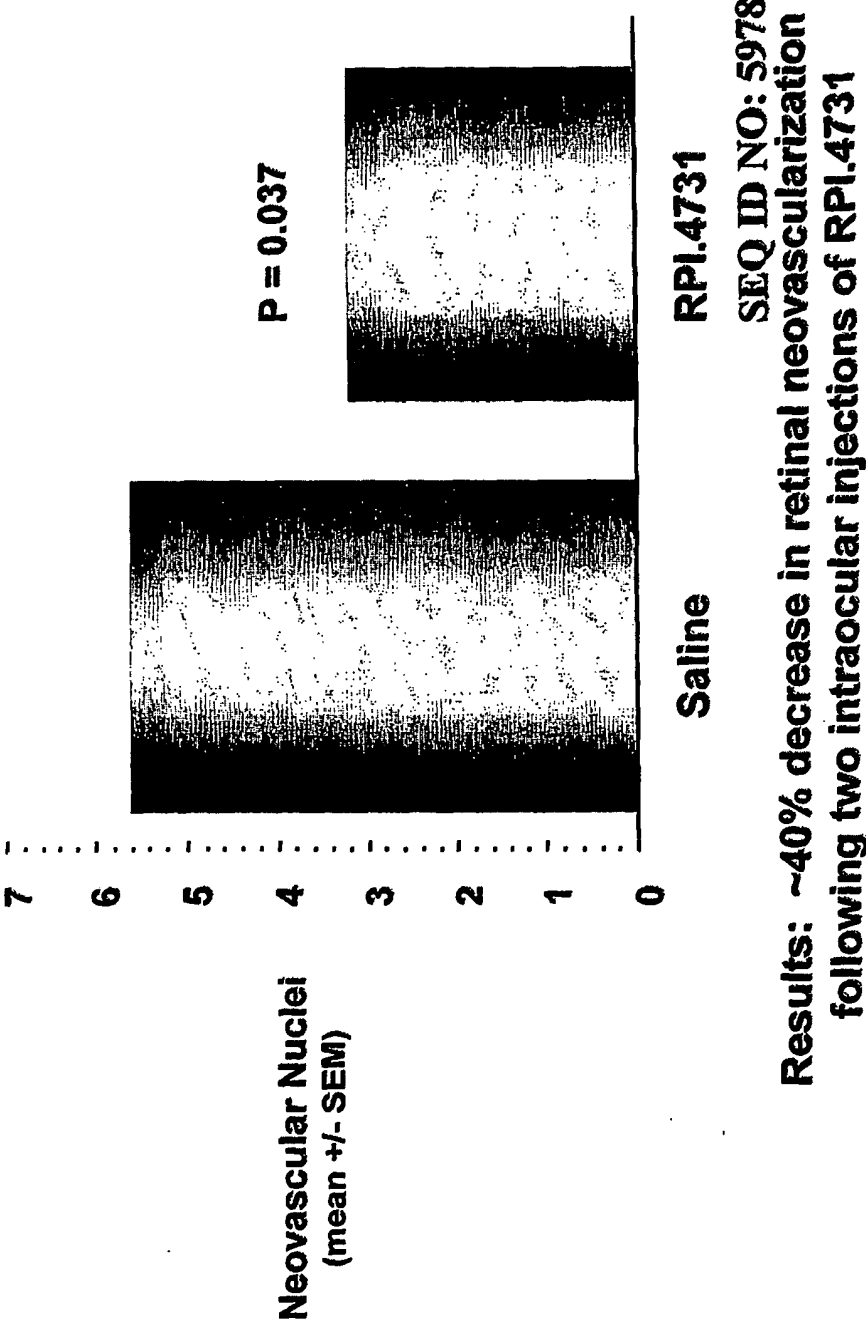 7
6
5
4
3
2
1
0
Neovascular Nuclei
(mean +/- SEM)
P = 0.037
Saline
RPI.4731
SEQ ID NO: 5978
Results: ~40% decrease in retinal neovascularization
following two intraocular injections of RPI.4731